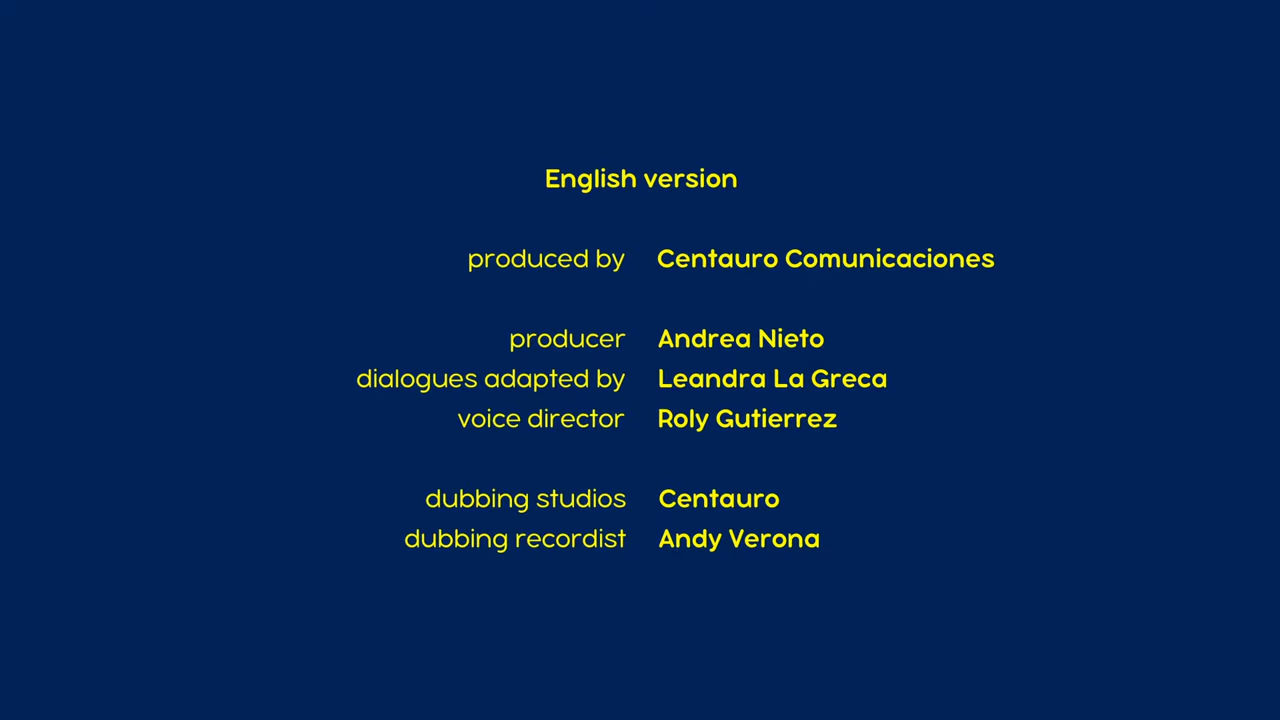 English version
produced by Centauro Comunicaciones
producer Andrea Nieto
dialogues adapted by Leandra La Greca
voice director Roly Gutierrez
dubbing studios Centauro
dubbing recordist Andy Verona